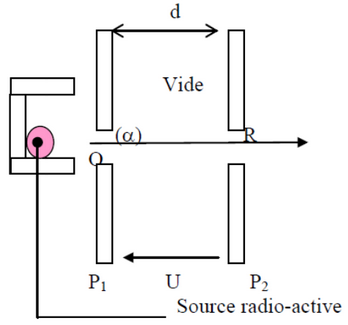 d
Vide
(α)
R
O
P₁
U
P₂
Source radio-active